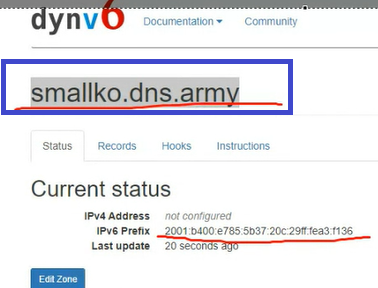 dynv6 Documentation Community
smallko.dns.army
Status Records Hooks Instructions
Current status
IPv4 Address not configured
IPv6 Prefix 2001:b400:e785:5b37:20c:29ff:fea3:f136
Last update 20 seconds ago
Edit Zone